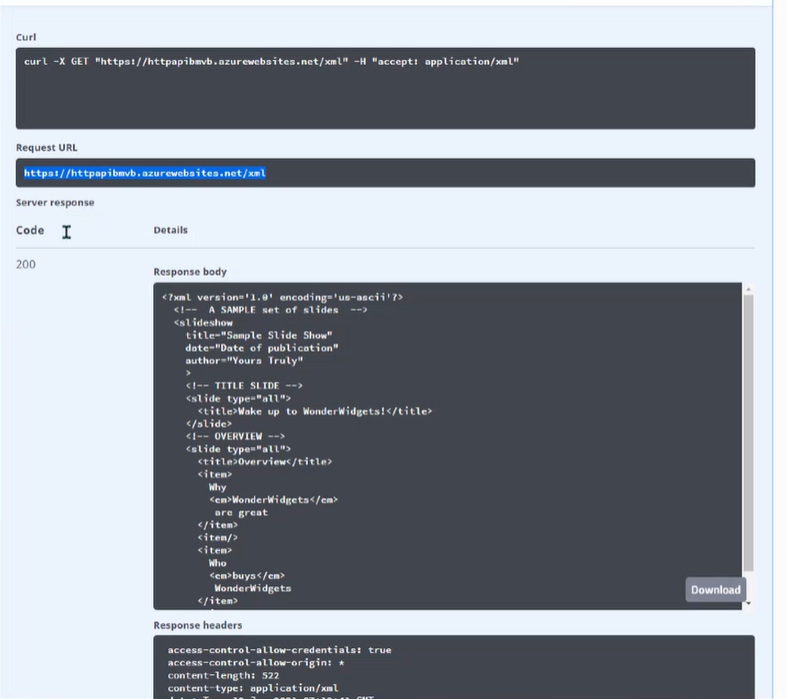 Curl
curl -X GET "https://httpapibmvb.azurewebsites.net/xml" -H "accept: application/xml"
Request URL
https://httpapibmvb.azurewebsites.net/xml
Server response
Code
Details
200
Response body
<?xml version='1.0' encoding='us-ascii'?>
<!--  A SAMPLE set of slides  -->
<slideshow
title="Sample Slide Show"
date="Date of publication"
author="Yours Truly"
>
<!-- TITLE SLIDE -->
<slide type="all">
<title>Wake up to WonderWidgets!</title>
</slide>
<!-- OVERVIEW -->
<slide type="all">
<title>Overview</title>
<item>
Why
<em>WonderWidgets</em>
are great
</item>
<item/>
<item>
Who
<em>buys</em>
WonderWidgets
</item>
Download
Response headers
access-control-allow-credentials: true
access-control-allow-origin: *
content-length: 522
content-type: application/xml